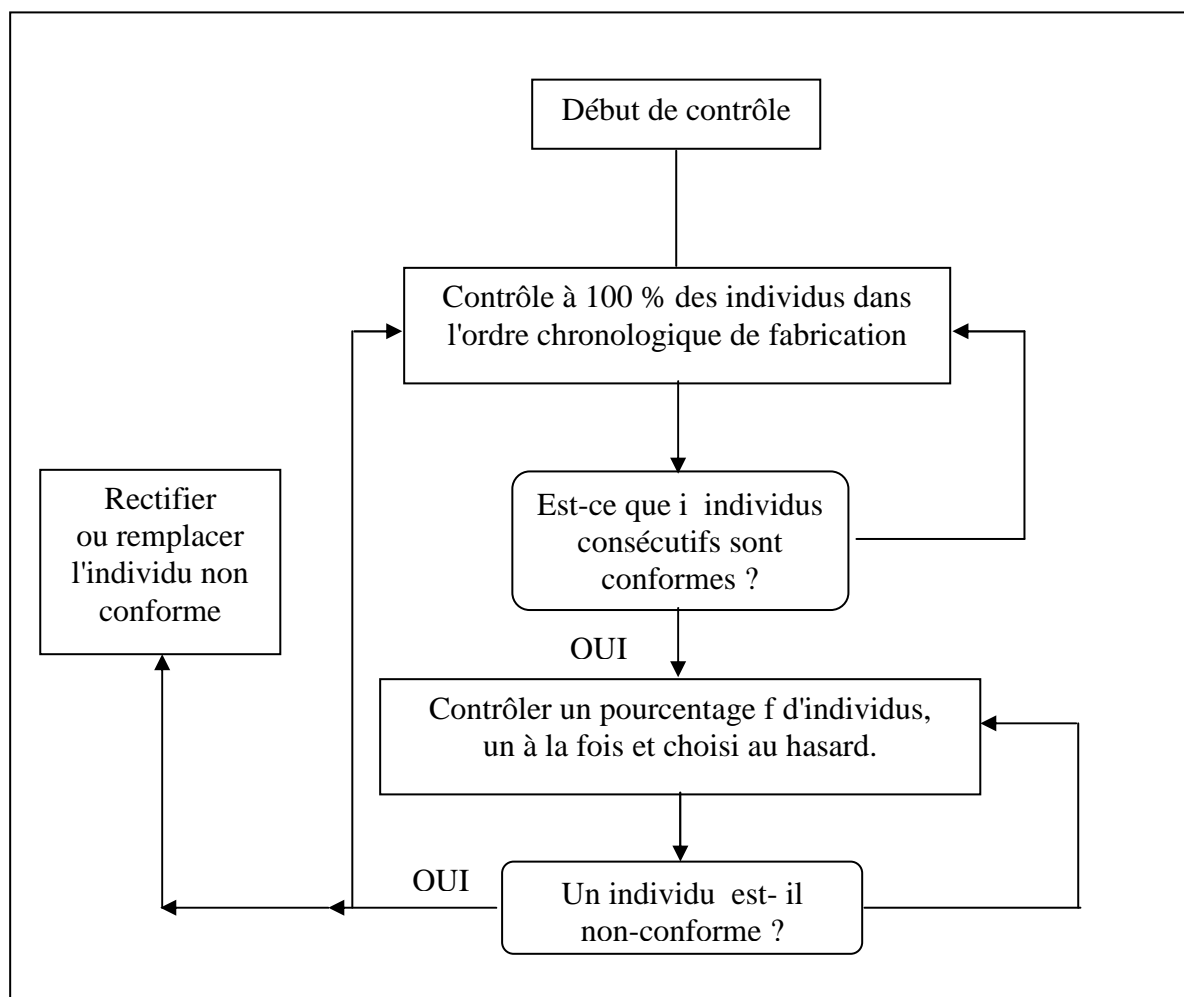 Début de contrôle
Contrôle à 100 % des individus dans
l'ordre chronologique de fabrication
Est-ce que i individus
consécutifs sont
conformes ?
Rectifier
ou remplacer
l'individu non
conforme
OUI
Contrôler un pourcentage f d'individus,
un à la fois et choisi au hasard.
OUI
Un individu est- il
non-conforme ?